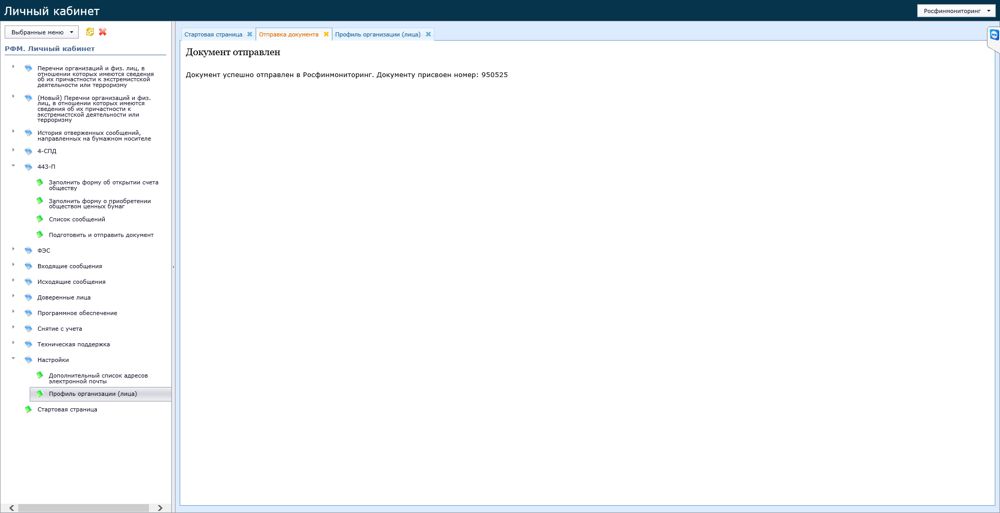 Личный кабинет
Росфинмониторинг
Выбранные меню
РФМ. Личный кабинет
Перечни организаций и физ. лиц, в
отношении которых имеются сведения
об их причастности к экстремистской
деятельности или терроризму
(Новый) Перечни организаций и физ.
лиц, в отношении которых имеются
сведения об их причастности к
экстремистской деятельности или
терроризму
История отверженных сообщений,
направленных на бумажном носителе
4-СПД
443-П
Заполнить форму об открытии счета
обществу
Заполнить форму о приобретении
обществом ценных бумаг
Список сообщений
Подготовить и отправить документ
ФЭС
Входящие сообщения
Исходящие сообщения
Доверенные лица
Программное обеспечение
Снятие с учета
Техническая поддержка
Настройки
Дополнительный список адресов
электронной почты
Профиль организации (лица)
Стартовая страница
Стартовая страница
Отправка документа
Профиль организации (лица)
Документ отправлен
Документ успешно отправлен в Росфинмониторинг. Документу присвоен номер: 950525